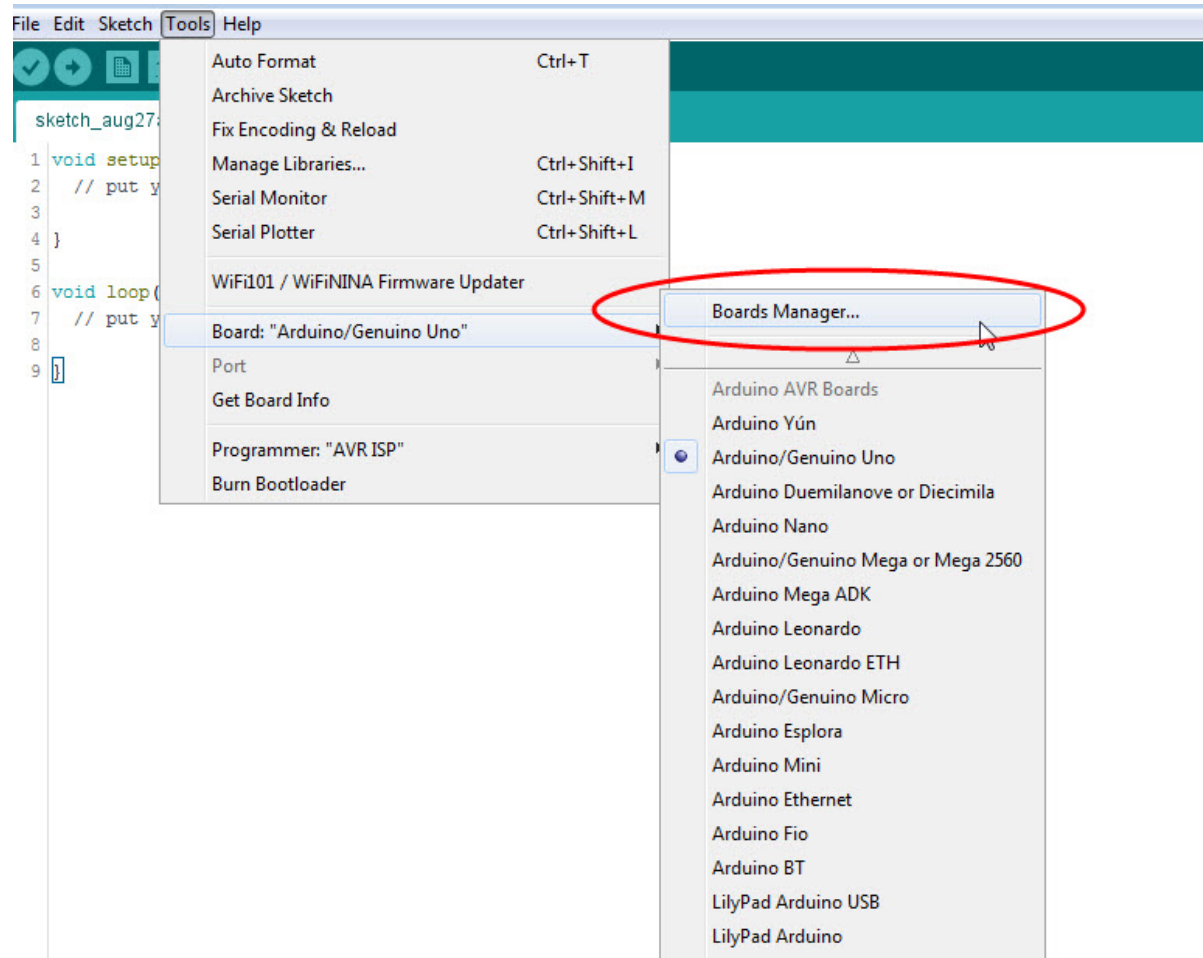 File Edit Sketch Tools Help
sketch_aug27a
1 void setup
2 // put y
3
4 }
5
6 void loop(
7 // put y
8
9 }
Auto Format Ctrl+T
Archive Sketch
Fix Encoding & Reload
Manage Libraries... Ctrl+Shift+I
Serial Monitor Ctrl+Shift+M
Serial Plotter Ctrl+Shift+L
WiFi101 / WiFiNINA Firmware Updater
Board: "Arduino/Genuino Uno"
Port
Get Board Info
Programmer: "AVR ISP"
Burn Bootloader
Boards Manager...
Arduino AVR Boards
Arduino Yún
Arduino/Genuino Uno
Arduino Duemilanove or Diecimila
Arduino Nano
Arduino/Genuino Mega or Mega 2560
Arduino Mega ADK
Arduino Leonardo
Arduino Leonardo ETH
Arduino/Genuino Micro
Arduino Esplora
Arduino Mini
Arduino Ethernet
Arduino Fio
Arduino BT
LilyPad Arduino USB
LilyPad Arduino